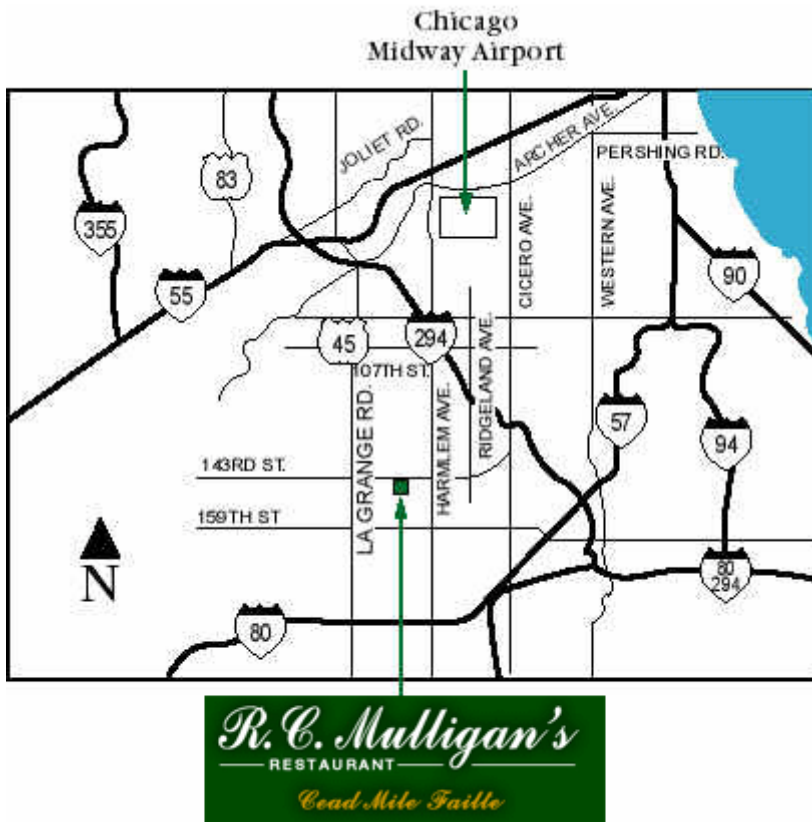 Chicago
Midway Airport
JOLIET RD.
ARCHER AVE.
PERSHING RD.
83
355
55
CICERO AVE.
WESTERN AVE.
90
45
294
107TH ST.
RIDGELAND AVE.
LA GRANGE RD.
HARMLEM AVE.
57
94
143RD ST.
159TH ST
N
80
80
294
R.C. Mulligan's
RESTAURANT
Cead Mile Failte